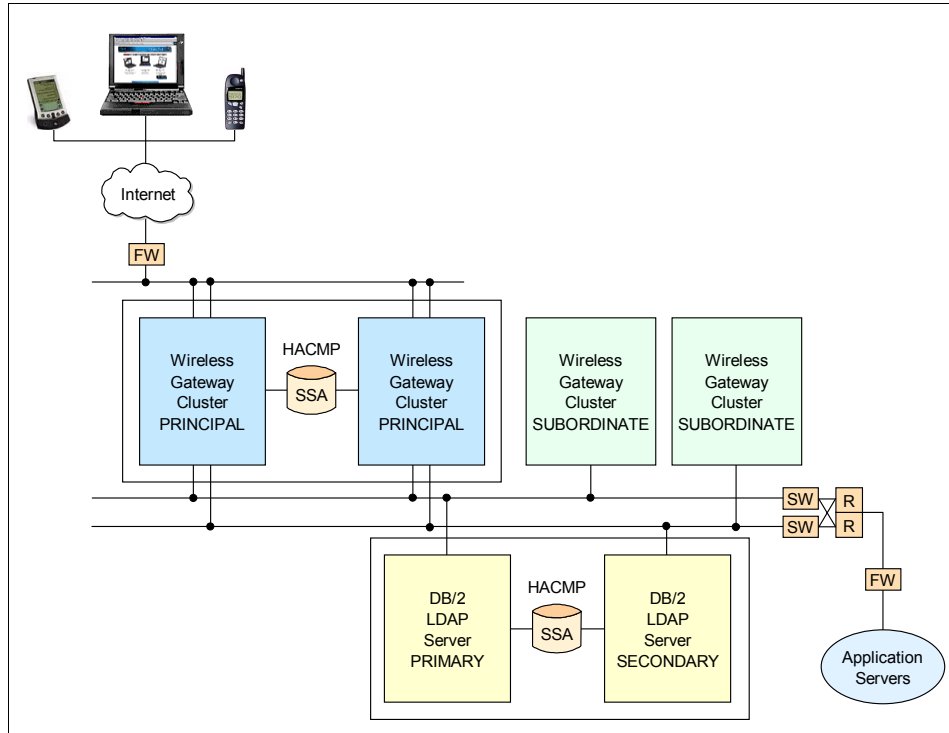 Internet
FW
HACMP
Wireless
Gateway
Cluster
PRINCIPAL
SSA
Wireless
Gateway
Cluster
PRINCIPAL
Wireless
Gateway
Cluster
SUBORDINATE
Wireless
Gateway
Cluster
SUBORDINATE
SW
R
SW
R
FW
HACMP
DB/2
LDAP
Server
PRIMARY
SSA
DB/2
LDAP
Server
SECONDARY
Application
Servers